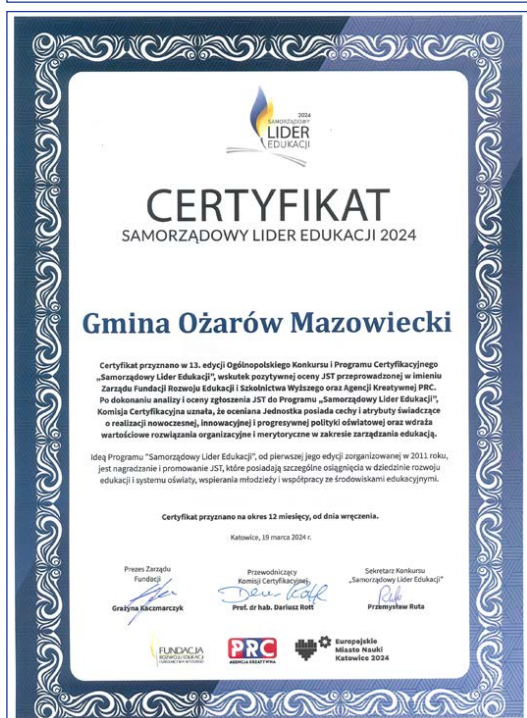 2024
SAMORZĄDOWY
LIDER
EDUKACJI
CERTYFIKAT
SAMORZĄDOWY LIDER EDUKACJI 2024
Gmina Ożarów Mazowiecki
Certyfikat przyznano w 13. edycji Ogólnopolskiego Konkursu i Programu Certyfikacyjnego
„Samorządowy Lider Edukacji”, wskutek pozytywnej oceny JST przeprowadzonej w imieniu
Zarządu Fundacji Rozwoju Edukacji i Szkolnictwa Wyższego oraz Agencji Kreatywnej PRC.
Po dokonaniu analizy i oceny zgłoszenia JST do Programu „Samorządowy Lider Edukacji”,
Komisja Certyfikacyjna uznała, że oceniana Jednostka posiada cechy i atrybuty świadczące
o realizacji nowoczesnej, innowacyjnej i progresywnej polityki oświatowej oraz wdraża
wartościowe rozwiązania organizacyjne i merytoryczne w zakresie zarządzania edukacją.
Ideą Programu "Samorządowy Lider Edukacji", od pierwszej jego edycji zorganizowanej w 2011 roku,
jest nagradzanie i promowanie JST, które posiadają szczególne osiągnięcia w dziedzinie rozwoju
edukacji i systemu oświaty, wspierania młodzieży i współpracy ze środowiskami edukacyjnymi.
Certyfikat przyznano na okres 12 miesięcy, od dnia wręczenia.
Katowice, 19 marca 2024 r.
Prezes Zarządu
Fundacji
Grażyna Kaczmarczyk
Przewodniczący
Komisji Certyfikacyjnej
Prof. dr hab. Dariusz Rott
Sekretarz Konkursu
„Samorządowy Lider Edukacji”
Przemysław Ruta
FUNDACJA
ROZWOJU EDUKACJI
I SZKOLNICTWA WYŻSZEGO
PRC
AGENCJA KREATYWNA
Europejskie
Miasto Nauki
Katowice 2024